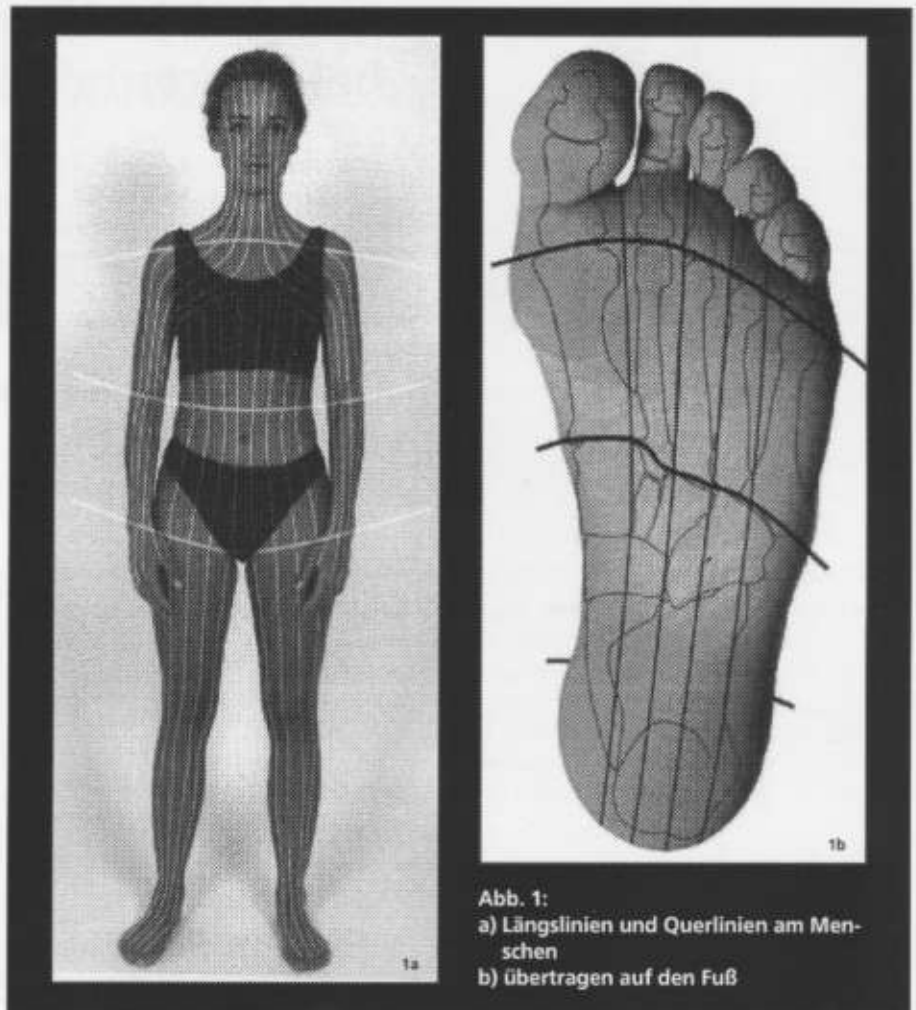 1a
1b
Abb. 1:
a) Längslinien und Querlinien am Men-
schen
b) übertragen auf den Fuß